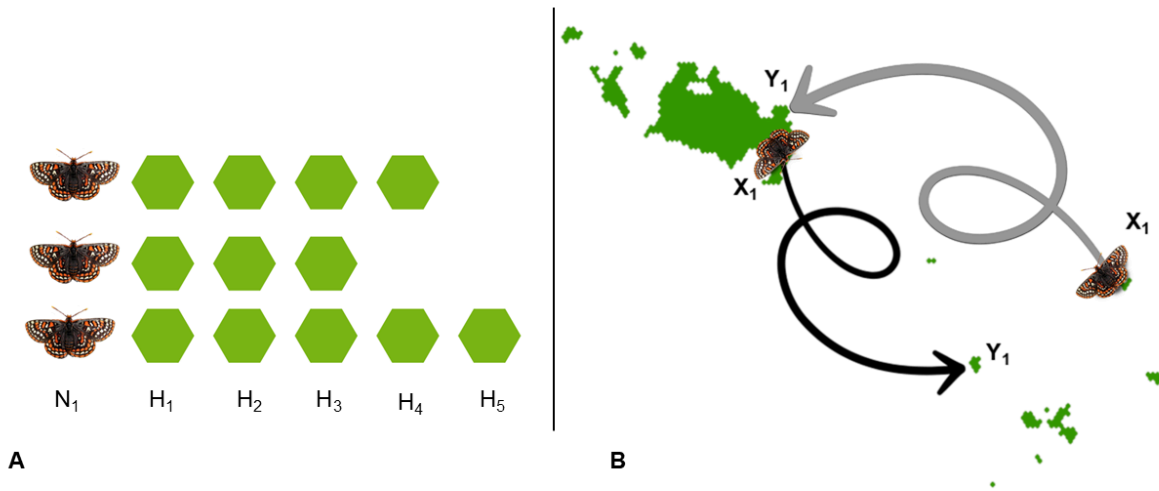 N₁ H₁ H₂ H₃ H₄ H₅
A
Y₁
X₁
X₁
Y₁
B